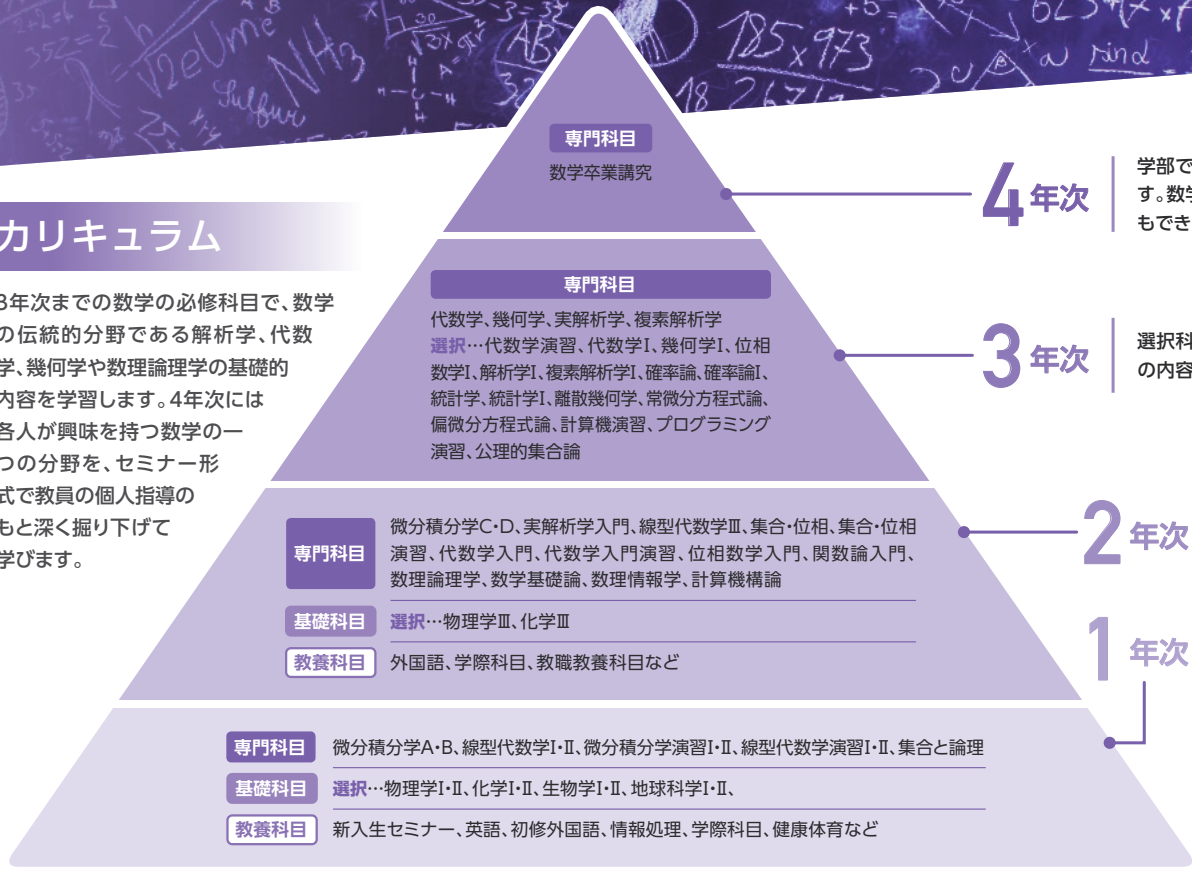 352=2
√2eUme
NH₃
Sulfur
185x973
18
rind
カリキュラム
3年次までの数学の必修科目で、数学
の伝統的分野である解析学、代数
学、幾何学や数理論理学の基礎的
内容を学習します。4年次には
各人が興味を持つ数学の一
つの分野を、セミナー形
式で教員の個人指導の
もと深く掘り下げて
学びます。
専門科目
数学卒業講究
4年次
学部で
す。数学
もでき
専門科目
代数学、幾何学、実解析学、複素解析学
選択…代数学演習、代数学I、幾何学I、位相
数学I、解析学I、複素解析学I、確率論、確率論I、
統計学、統計学I、離散幾何学、常微分方程式論、
偏微分方程式論、計算機演習、プログラミング
演習、公理的集合論
3年次
選択科
の内容
専門科目
微分積分学C・D、実解析学入門、線型代数学Ⅲ、集合・位相、集合・位相
演習、代数学入門、代数学入門演習、位相数学入門、関数論入門、
数理論理学、数学基礎論、数理情報学、計算機構論
基礎科目 選択…物理学Ⅲ、化学Ⅲ
教養科目 外国語、学際科目、教職教養科目など
2年次
1年次
専門科目 微分積分学A・B、線型代数学I・Ⅱ、微分積分学演習I・Ⅱ、線型代数学演習I・Ⅱ、集合と論理
基礎科目 選択…物理学I・Ⅱ、化学I・Ⅱ、生物学I・Ⅱ、地球科学I・Ⅱ、
教養科目 新入生セミナー、英語、初修外国語、情報処理、学際科目、健康体育など